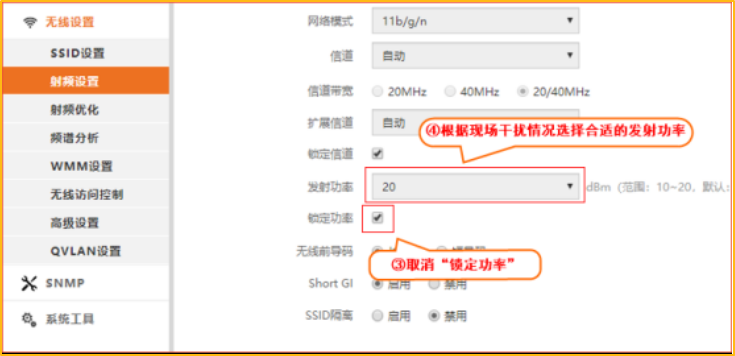 无线设置
SSID设置
射频设置
射频优化
频谱分析
WMM设置
无线访问控制
高级设置
QVLAN设置
SNMP
系统工具
网络模式 11b/g/n
信道 自动
信道带宽 20MHz 40MHz 20/40MHz
扩展信道 自动
④根据现场干扰情况选择合适的发射功率
锁定信道
发射功率 20 dBm (范围：10~20，默认：
锁定功率
无线前导码
③取消“锁定功率”
Short GI 启用 禁用
SSID隔离 启用 禁用